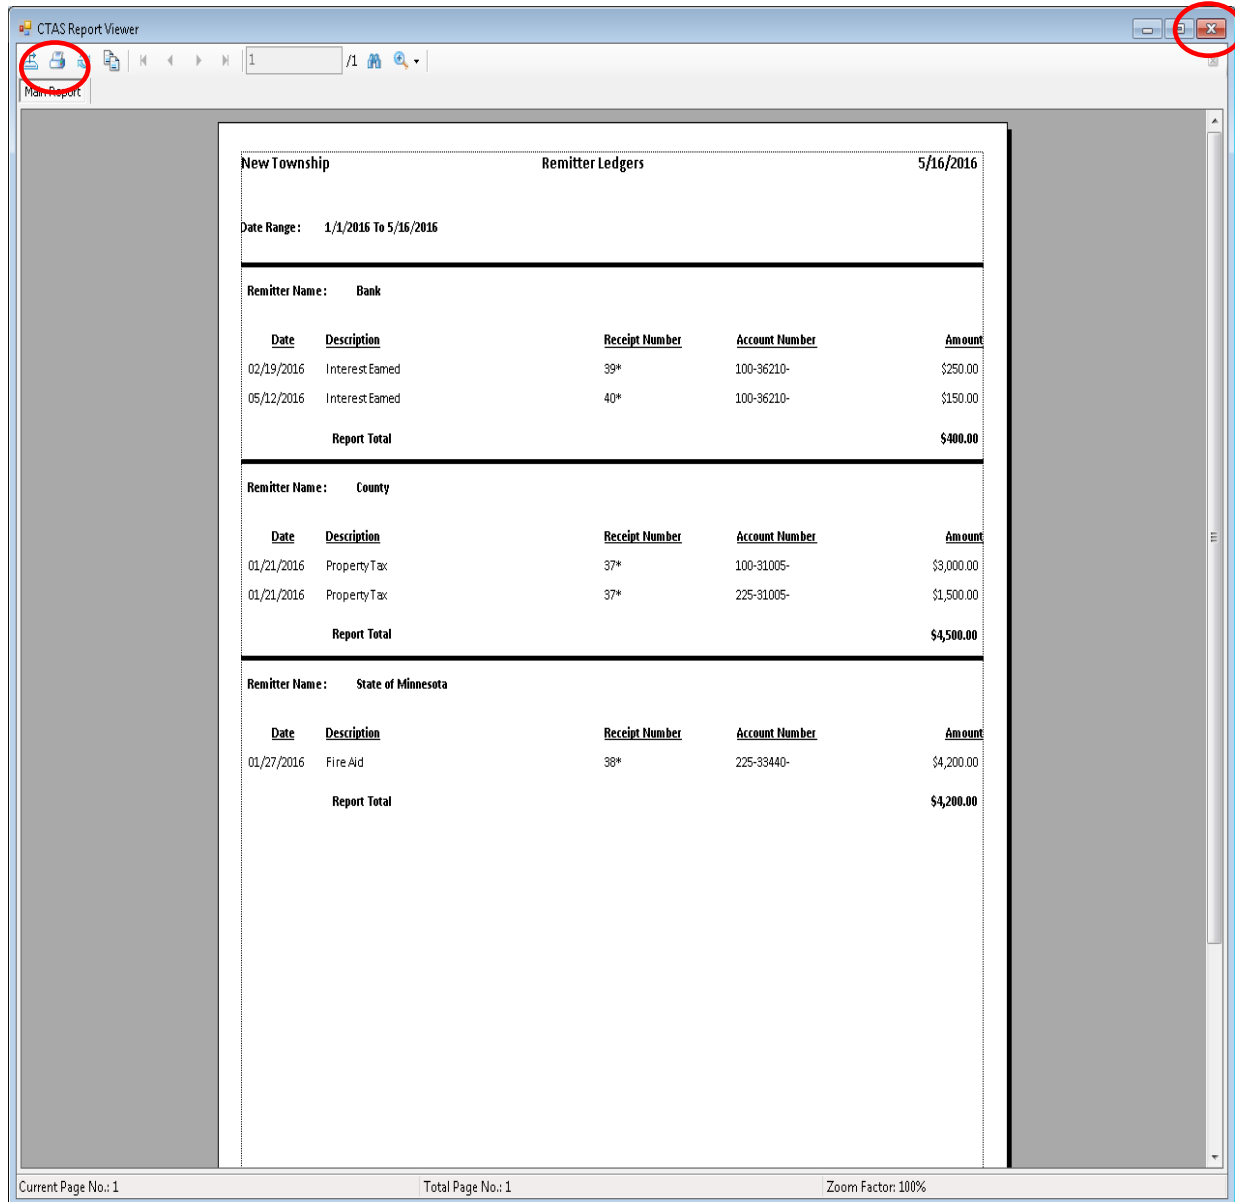 CTAS Report Viewer
1 /1
Main Report
New Township Remitter Ledgers 5/16/2016
Date Range: 1/1/2016 To 5/16/2016
Remitter Name: Bank
Date Description Receipt Number Account Number Amount
02/19/2016 Interest Earned 39* 100-36210- $250.00
05/12/2016 Interest Earned 40* 100-36210- $150.00
Report Total $400.00
Remitter Name: County
Date Description Receipt Number Account Number Amount
01/21/2016 Property Tax 37* 100-31005- $3,000.00
01/21/2016 Property Tax 37* 225-31005- $1,500.00
Report Total $4,500.00
Remitter Name: State of Minnesota
Date Description Receipt Number Account Number Amount
01/27/2016 Fire Aid 38* 225-33440- $4,200.00
Report Total $4,200.00
Current Page No.: 1 Total Page No.: 1 Zoom Factor: 100%